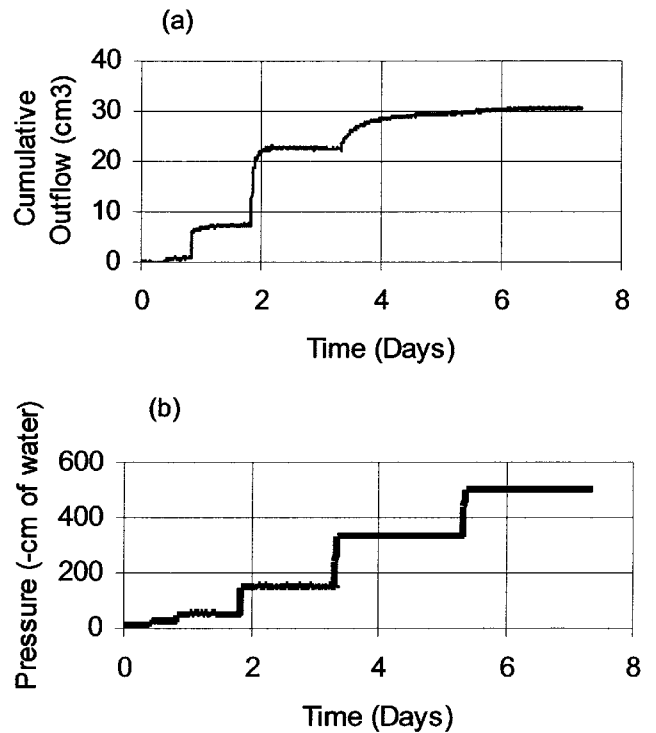 (a)
Cumulative
Outflow (cm3)
40
30
20
10
0
0 2 4 6 8
Time (Days)
(b)
Pressure (-cm of water)
600
400
200
0
0 2 4 6 8
Time (Days)